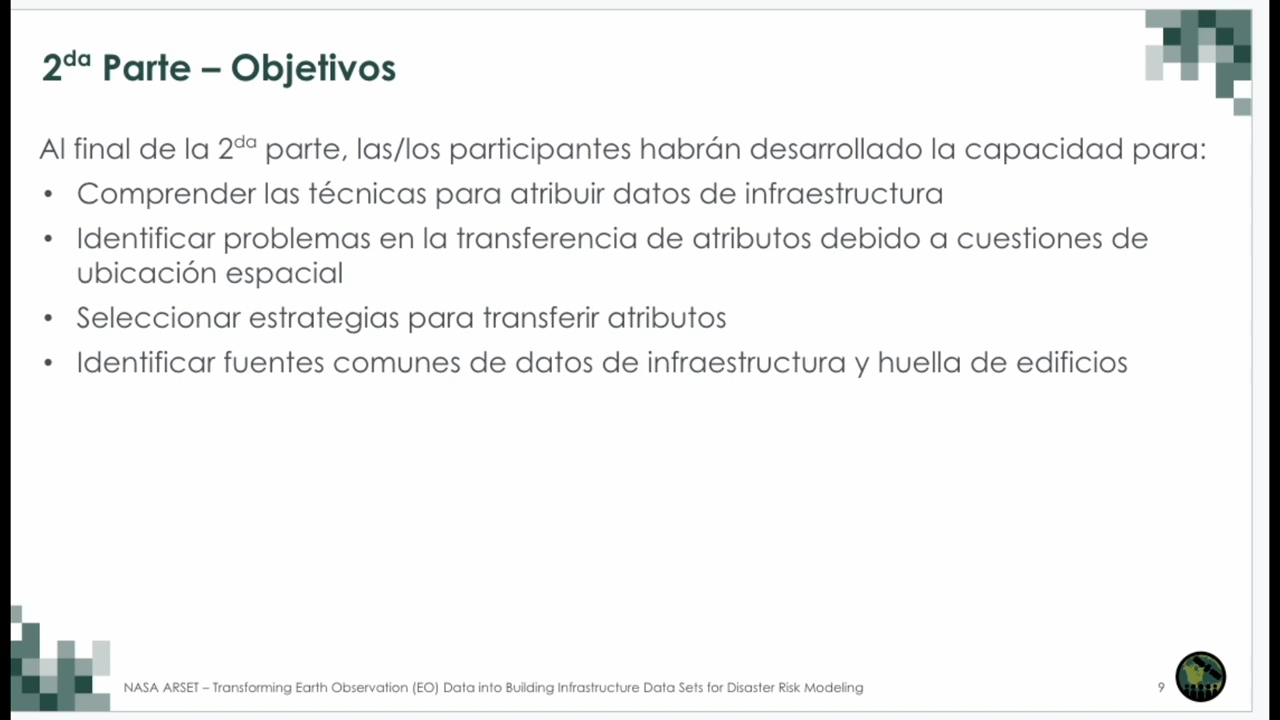 2da Parte – Objetivos
Al final de la 2da parte, las/los participantes habrán desarrollado la capacidad para:
• Comprender las técnicas para atribuir datos de infraestructura
• Identificar problemas en la transferencia de atributos debido a cuestiones de
ubicación espacial
• Seleccionar estrategias para transferir atributos
• Identificar fuentes comunes de datos de infraestructura y huella de edificios
NASA ARSET – Transforming Earth Observation (EO) Data into Building Infrastructure Data Sets for Disaster Risk Modeling
9